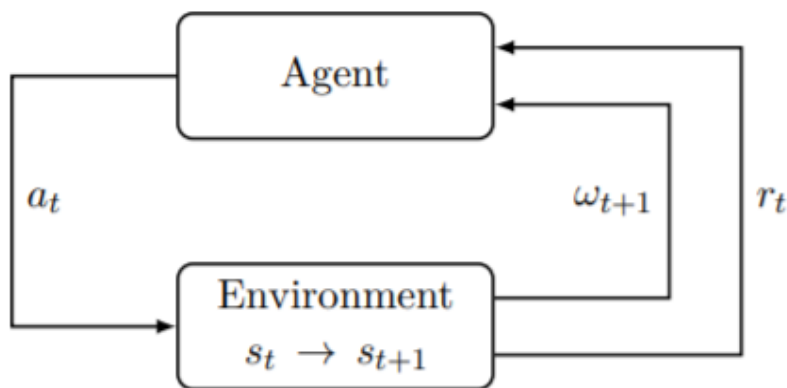 Agent
a_t
ω_{t+1}
r_t
Environment
s_t → s_{t+1}